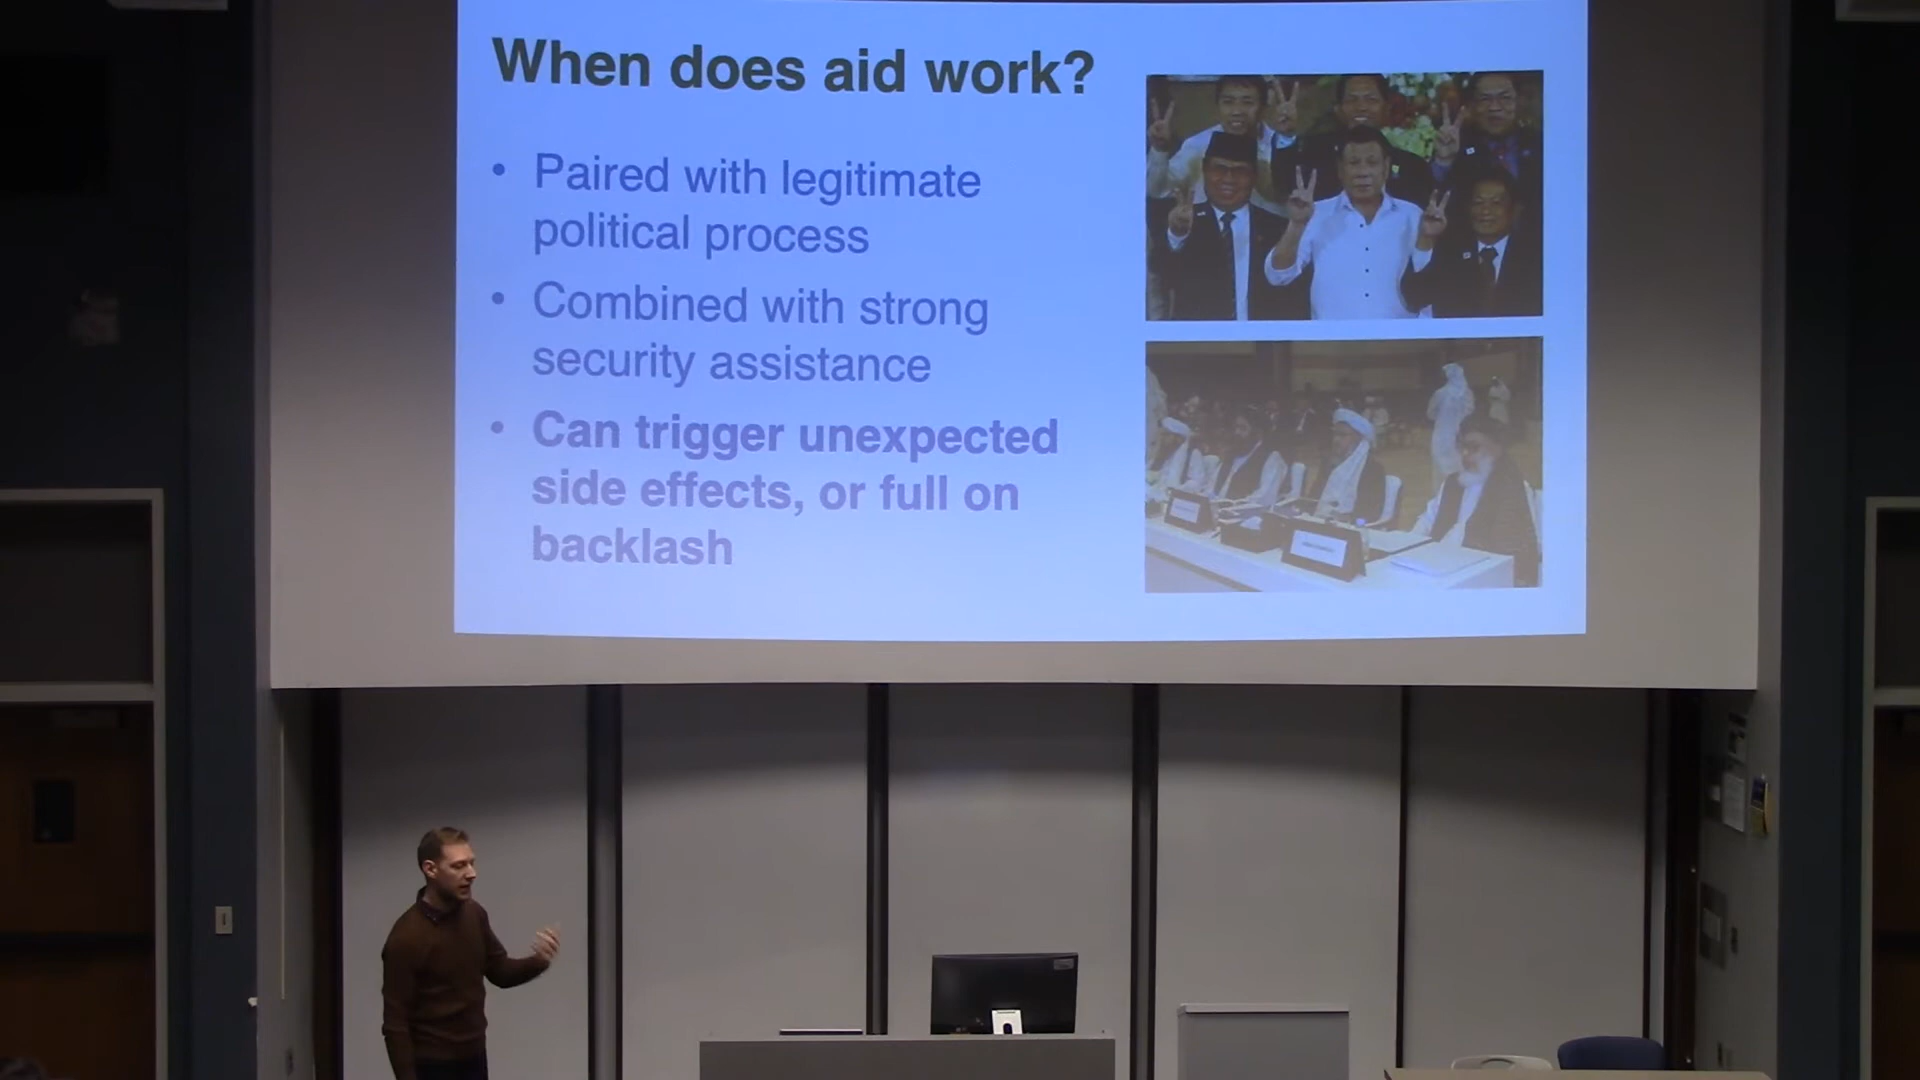 When does aid work?
• Paired with legitimate
political process
• Combined with strong
security assistance
• Can trigger unexpected
side effects, or full on
backlash